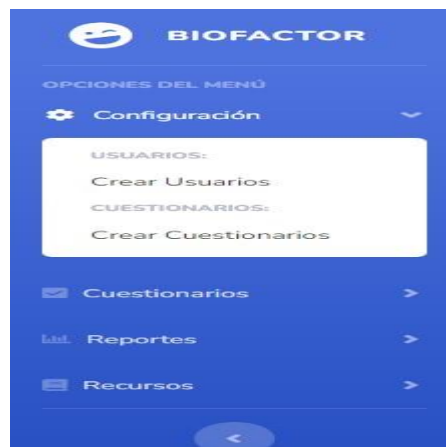 BIOFACTOR
OPCIONES DEL MENÚ
Configuración
USUARIOS:
Crear Usuarios
CUESTIONARIOS:
Crear Cuestionarios
Cuestionarios
Reportes
Recursos